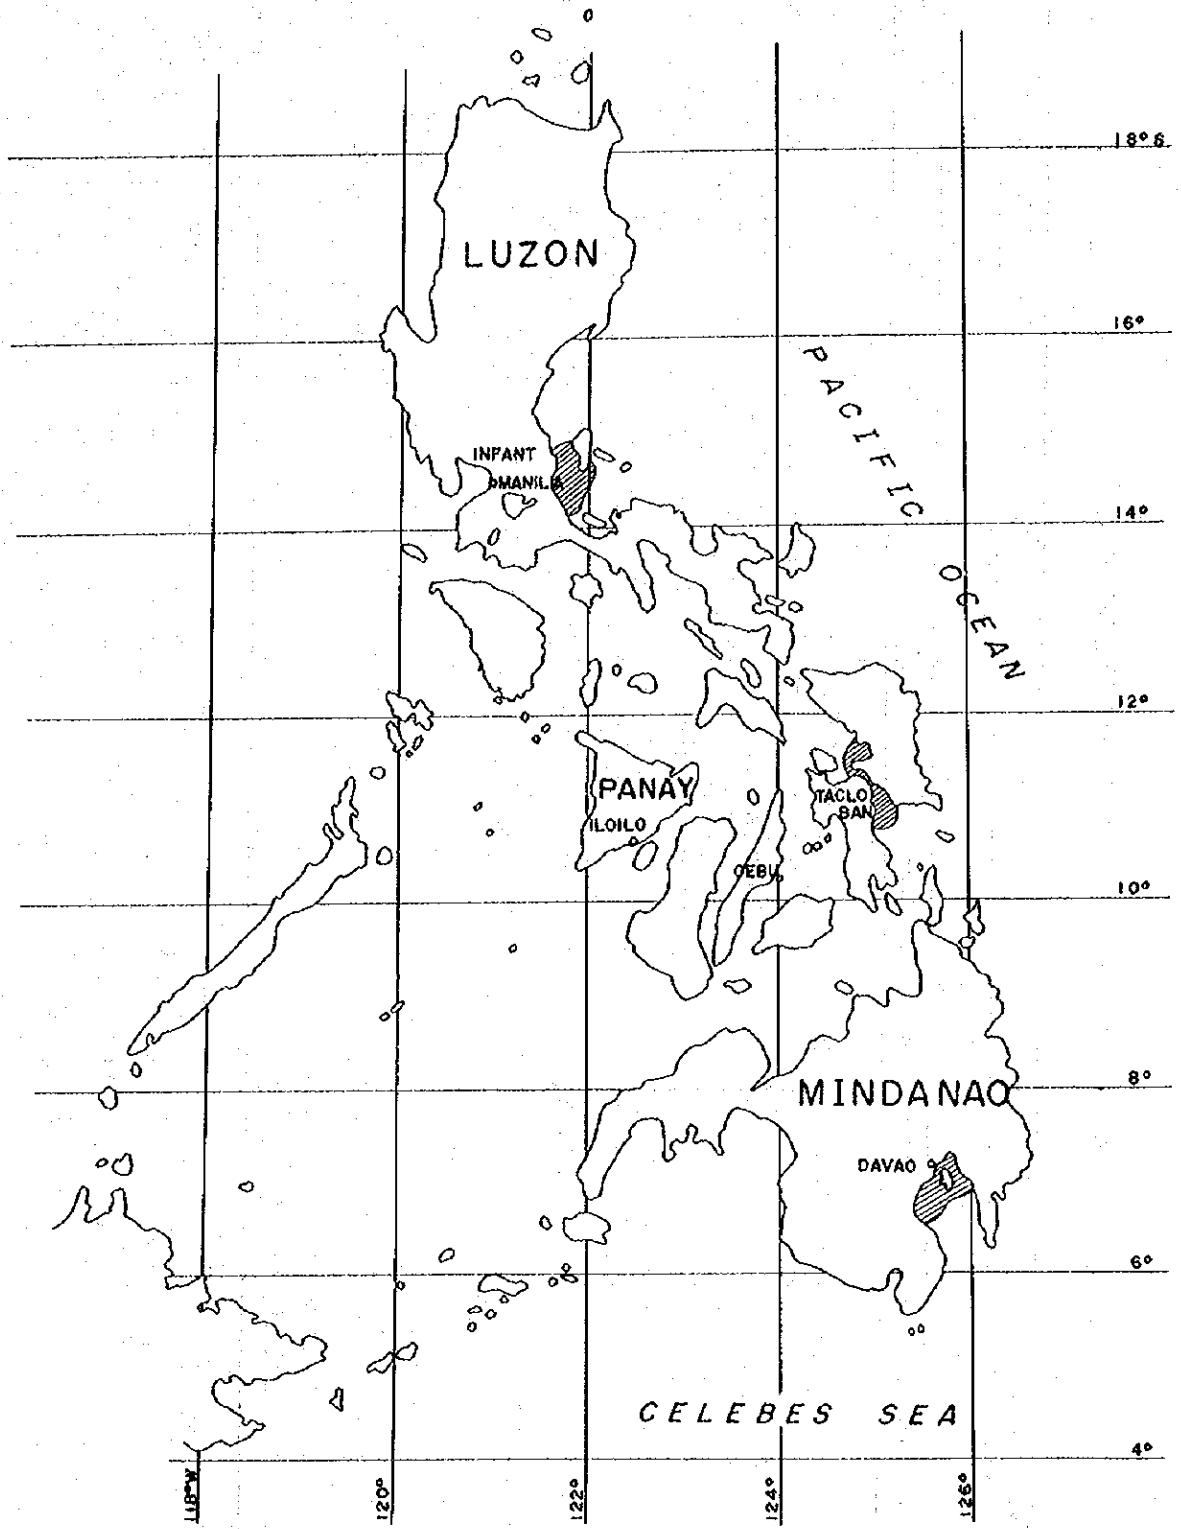 18°S
LUZON
16°
PACIFIC
INFANT
MANILA
14°
OCEAN
12°
PANAY
TACLO
BAN
ILOILO
CEBU
10°
8°
MINDANAO
DAVAO
6°
CELEBES SEA
4°
118°W
120°
122°
124°
126°